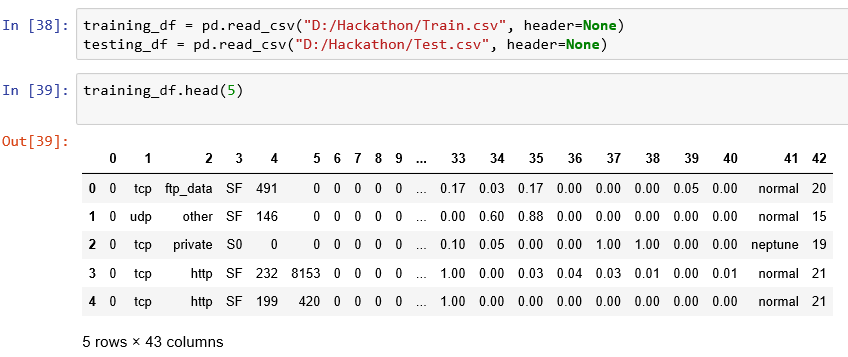 In [38]: training_df = pd.read_csv("D:/Hackathon/Train.csv", header=None)
testing_df = pd.read_csv("D:/Hackathon/Test.csv", header=None)
In [39]: training_df.head(5)
Out[39]:
0 1 2 3 4 5 6 7 8 9 ... 33 34 35 36 37 38 39 40 41 42
0 0 tcp ftp_data SF 491 0 0 0 0 0 ... 0.17 0.03 0.17 0.00 0.00 0.00 0.05 0.00 normal 20
1 0 udp other SF 146 0 0 0 0 0 ... 0.00 0.60 0.88 0.00 0.00 0.00 0.00 0.00 normal 15
2 0 tcp private S0 0 0 0 0 0 0 ... 0.10 0.05 0.00 0.00 1.00 1.00 0.00 0.00 neptune 19
3 0 tcp http SF 232 8153 0 0 0 0 ... 1.00 0.00 0.03 0.04 0.03 0.01 0.00 0.01 normal 21
4 0 tcp http SF 199 420 0 0 0 0 ... 1.00 0.00 0.00 0.00 0.00 0.00 0.00 0.00 normal 21
5 rows × 43 columns